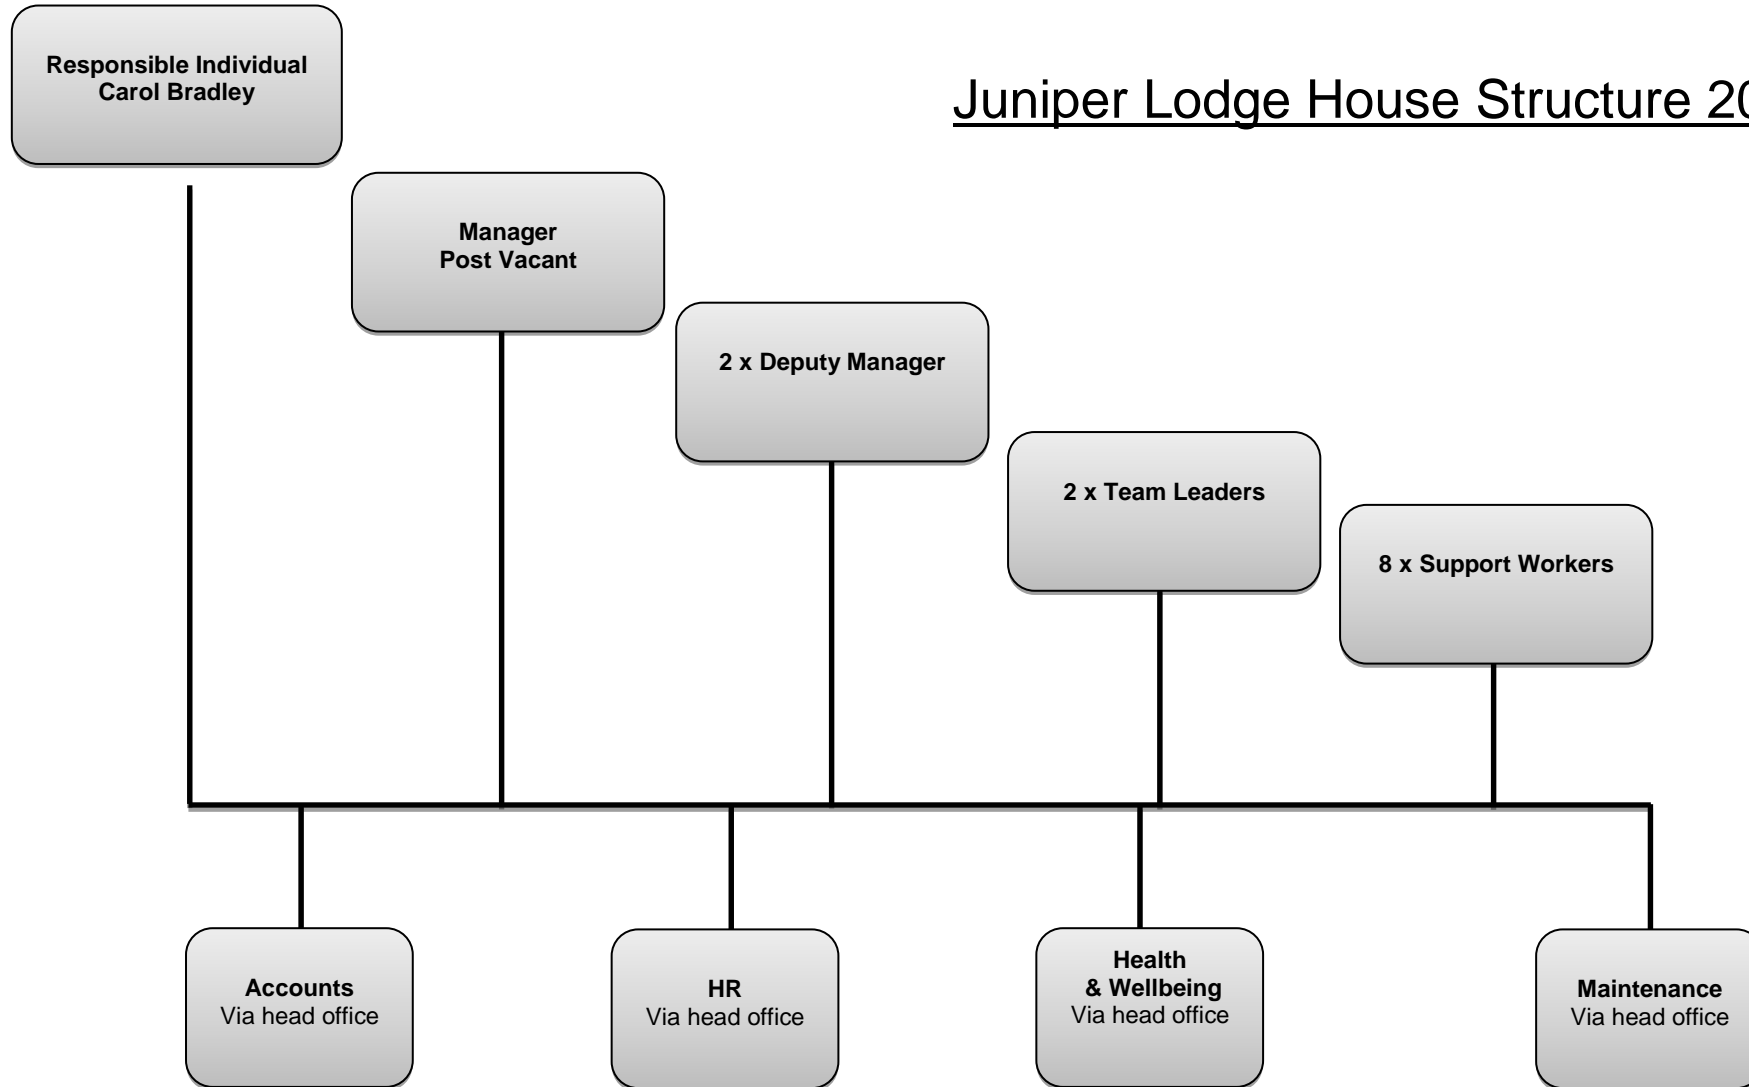 Responsible Individual
Carol Bradley
Juniper Lodge House Structure 20
Manager
Post Vacant
2 x Deputy Manager
2 x Team Leaders
8 x Support Workers
Accounts
Via head office
HR
Via head office
Health
& Wellbeing
Via head office
Maintenance
Via head office